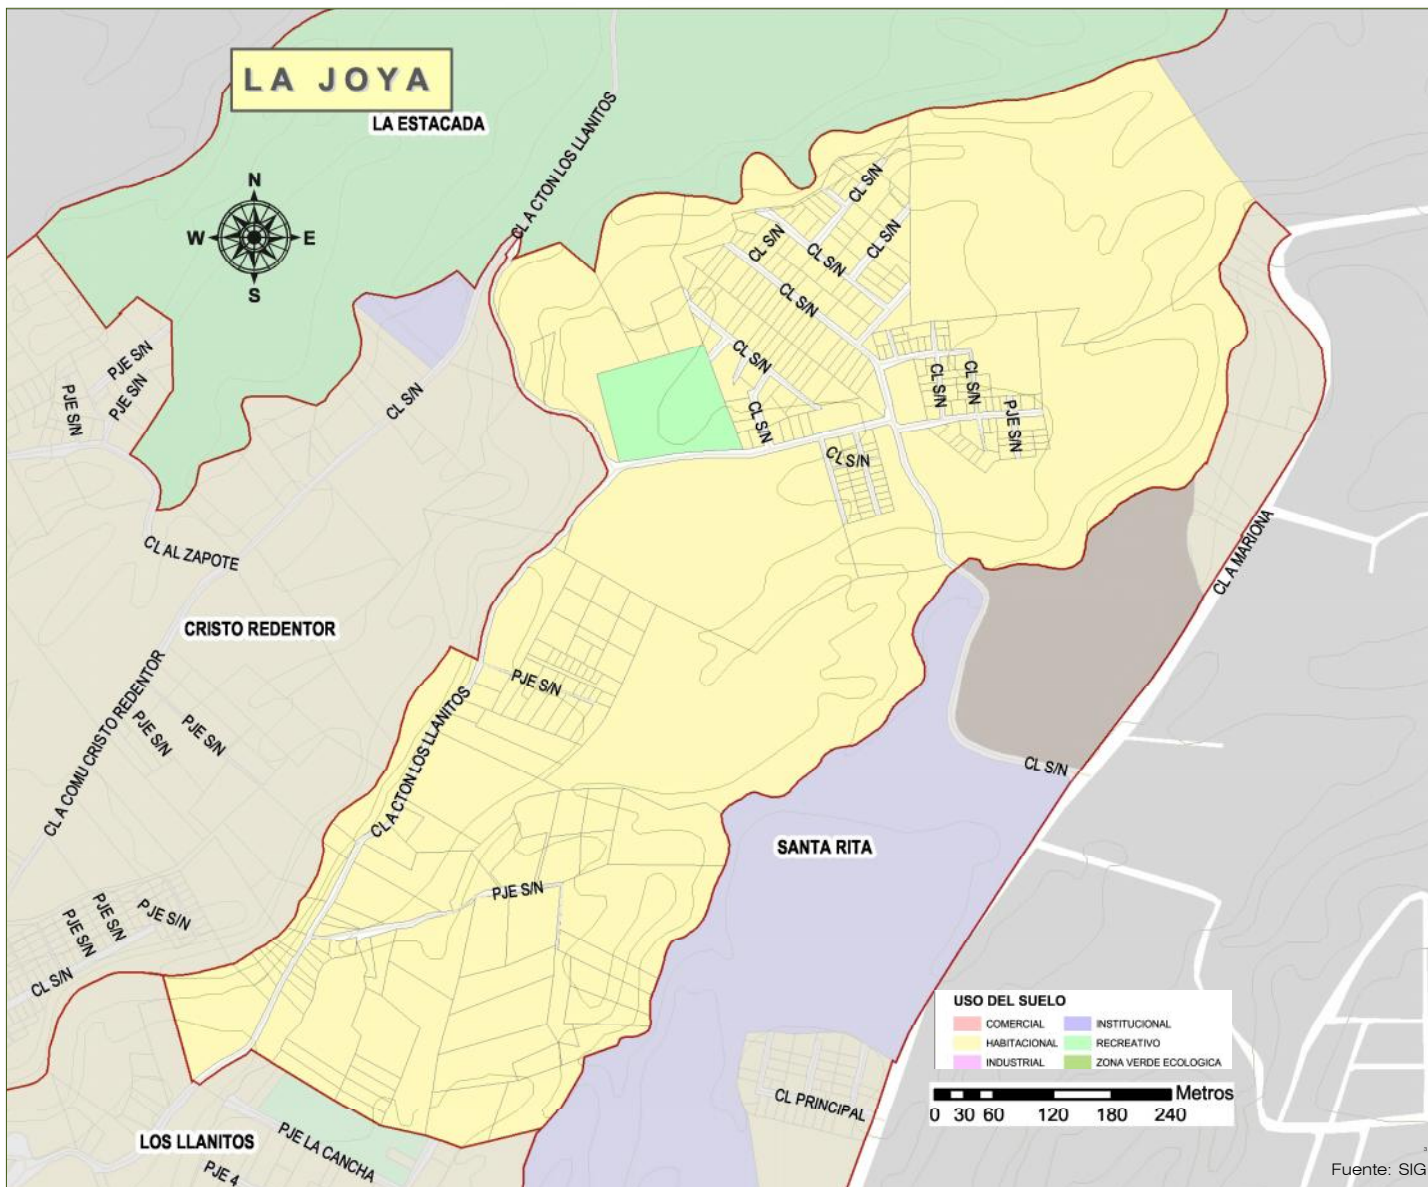 LA JOYA
LA ESTACADA
CL A CTON LOS LLANITOS
N
W
E
S
CL S/N
CL S/N
CL S/N
CL S/N
CL S/N
CL S/N
PJE S/N
PJE S/N
PJE S/N
CL S/N
CL S/N
CL S/N
CL S/N
PJE S/N
CL S/N
CL S/N
CL AL ZAPOTE
CL A MARIONA
CRISTO REDENTOR
PJE S/N
CL A COMU CRISTO REDENTOR
PJE S/N
PJE S/N
CL A CTON LOS LLANITOS
CL S/N
SANTA RITA
PJE S/N
PJE S/N
PJE S/N
PJE S/N
CL S/N
USO DEL SUELO
COMERCIAL
INSTITUCIONAL
HABITACIONAL
RECREATIVO
INDUSTRIAL
ZONA VERDE ECOLOGICA
Metros
0 30 60 120 180 240
CL PRINCIPAL
LOS LLANITOS
PJE LA CANCHA
PJE 4
Fuente: SIG